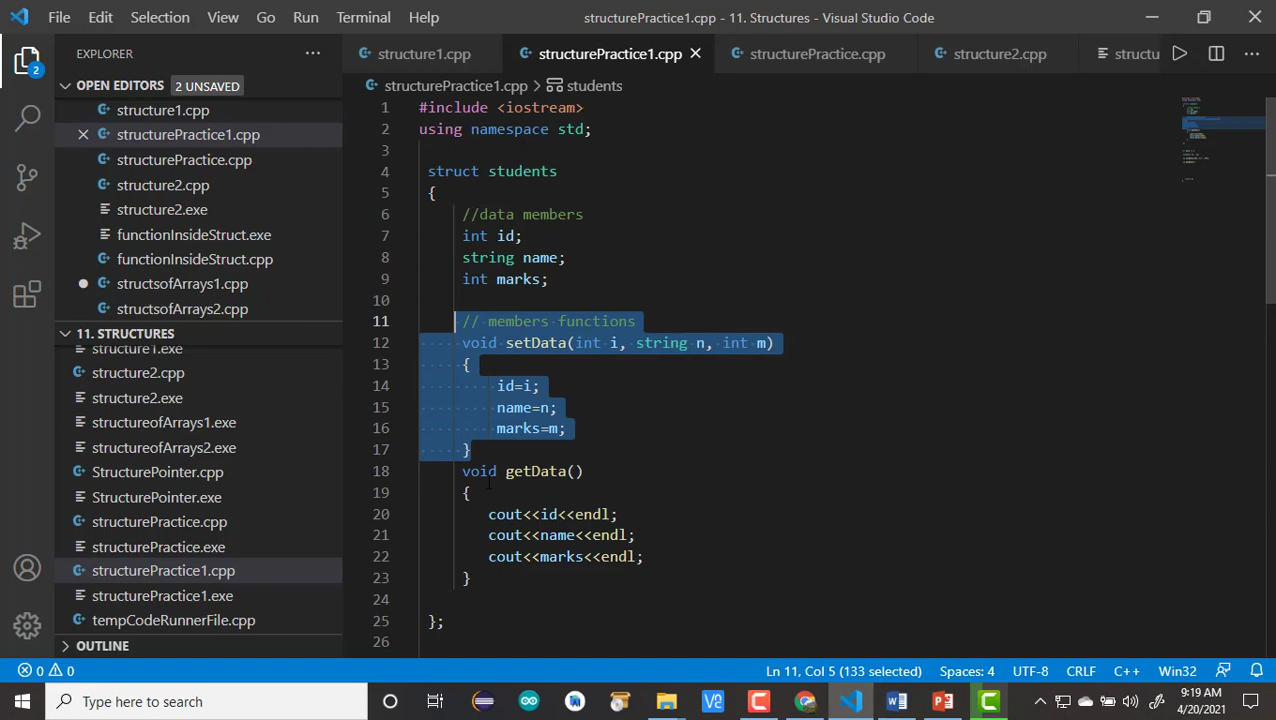 File Edit Selection View Go Run Terminal Help structurePractice1.cpp - 11. Structures - Visual Studio Code
EXPLORER
structure1.cpp structurePractice1.cpp structurePractice.cpp structure2.cpp structu
OPEN EDITORS 2 UNSAVED
structure1.cpp
structurePractice1.cpp
structurePractice.cpp
structure2.cpp
structure2.exe
functionInsideStruct.exe
functionInsideStruct.cpp
structsofArrays1.cpp
structsofArrays2.cpp
11. STRUCTURES
structure1.exe
structure2.cpp
structure2.exe
structureofArrays1.exe
structureofArrays2.exe
StructurePointer.cpp
StructurePointer.exe
structurePractice.cpp
structurePractice.exe
structurePractice1.cpp
structurePractice1.exe
tempCodeRunnerFile.cpp
OUTLINE
2
structurePractice1.cpp > students
1 #include <iostream>
2 using namespace std;
3
4 struct students
5 {
6 //data members
7 int id;
8 string name;
9 int marks;
10
11 // members functions
12 void setData(int i, string n, int m)
13 {
14 id=i;
15 name=n;
16 marks=m;
17 }
18 void getData()
19 {
20 cout<<id<<endl;
21 cout<<name<<endl;
22 cout<<marks<<endl;
23 }
24
25 };
26
0 0 Ln 11, Col 5 (133 selected) Spaces: 4 UTF-8 CRLF C++ Win32
Type here to search
9:19 AM
4/20/2021